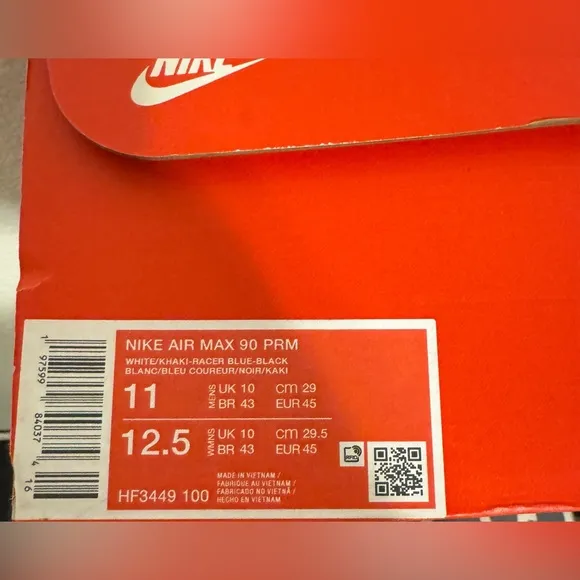 NIKE
NIKE AIR MAX 90 PRM
WHITE/KHAKI-RACER BLUE-BLACK
BLANC/BLEU COUREUR/NOIR/KAKI
11 MENS UK 10 CM 29
BR 43 EUR 45
12.5 WMNS UK 10 CM 29.5
BR 43 EUR 45
MADE IN VIETNAM /
FABRIQUE AU VIETNAM /
FABRICADO NO VIETNÃ /
HECHO EN VIETNAM
HF3449 100
1 97599 84037 4 16